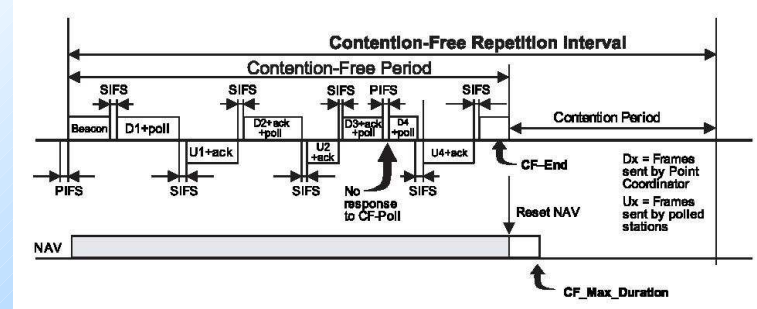 Contention-Free Repetition Interval
Contention-Free Period
SIFS
SIFS
SIFS
PIFS
SIFS
Contention Period
Beacon
D1+poll
D2+ack
+poll
D3+ack
+poll
D4
+poll
U1+ack
U2
+ack
U4+ack
CF-End
PIFS
SIFS
SIFS
No
response
to CF-Poll
SIFS
Dx = Frames
sent by Point
Coordinator
Ux = Frames
sent by polled
stations
Reset NAV
NAV
CF_Max_Duration